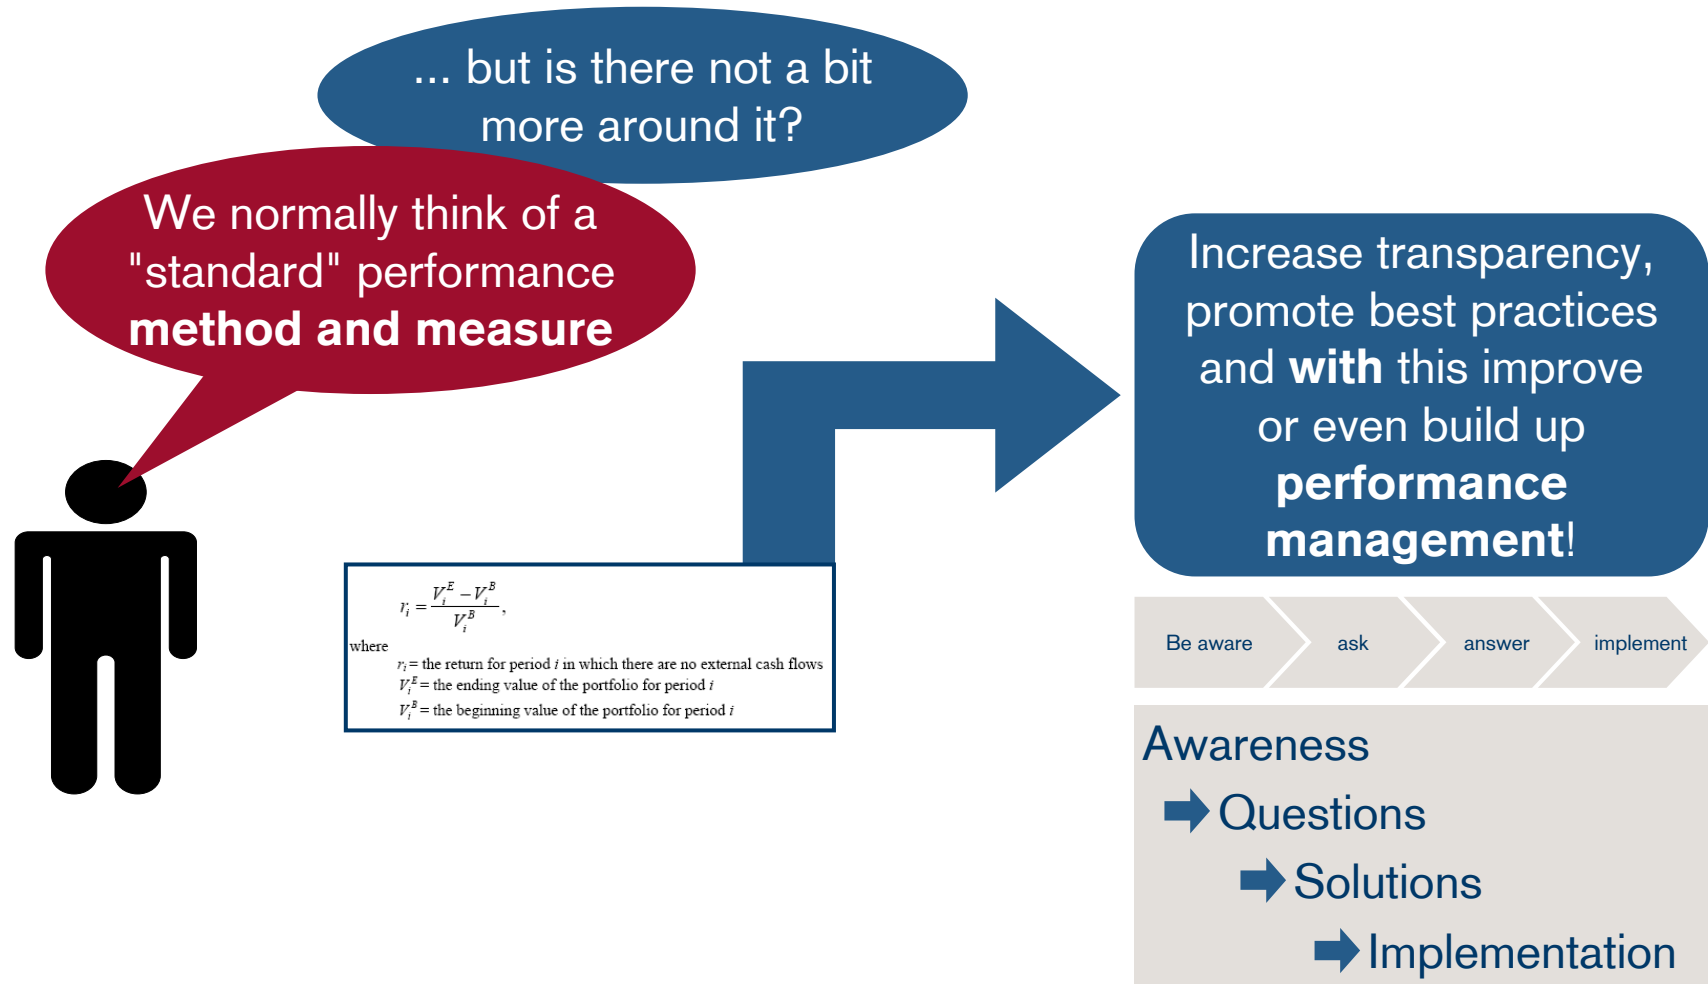 ... but is there not a bit
more around it?
We normally think of a
"standard" performance
method and measure
Increase transparency,
promote best practices
and with this improve
or even build up
performance
management!
r_i = \frac{V_i^E - V_i^B}{V_i^B},
where
r_i = the return for period i in which there are no external cash flows
V_i^E = the ending value of the portfolio for period i
V_i^B = the beginning value of the portfolio for period i
Be aware
ask
answer
implement
Awareness
Questions
Solutions
Implementation